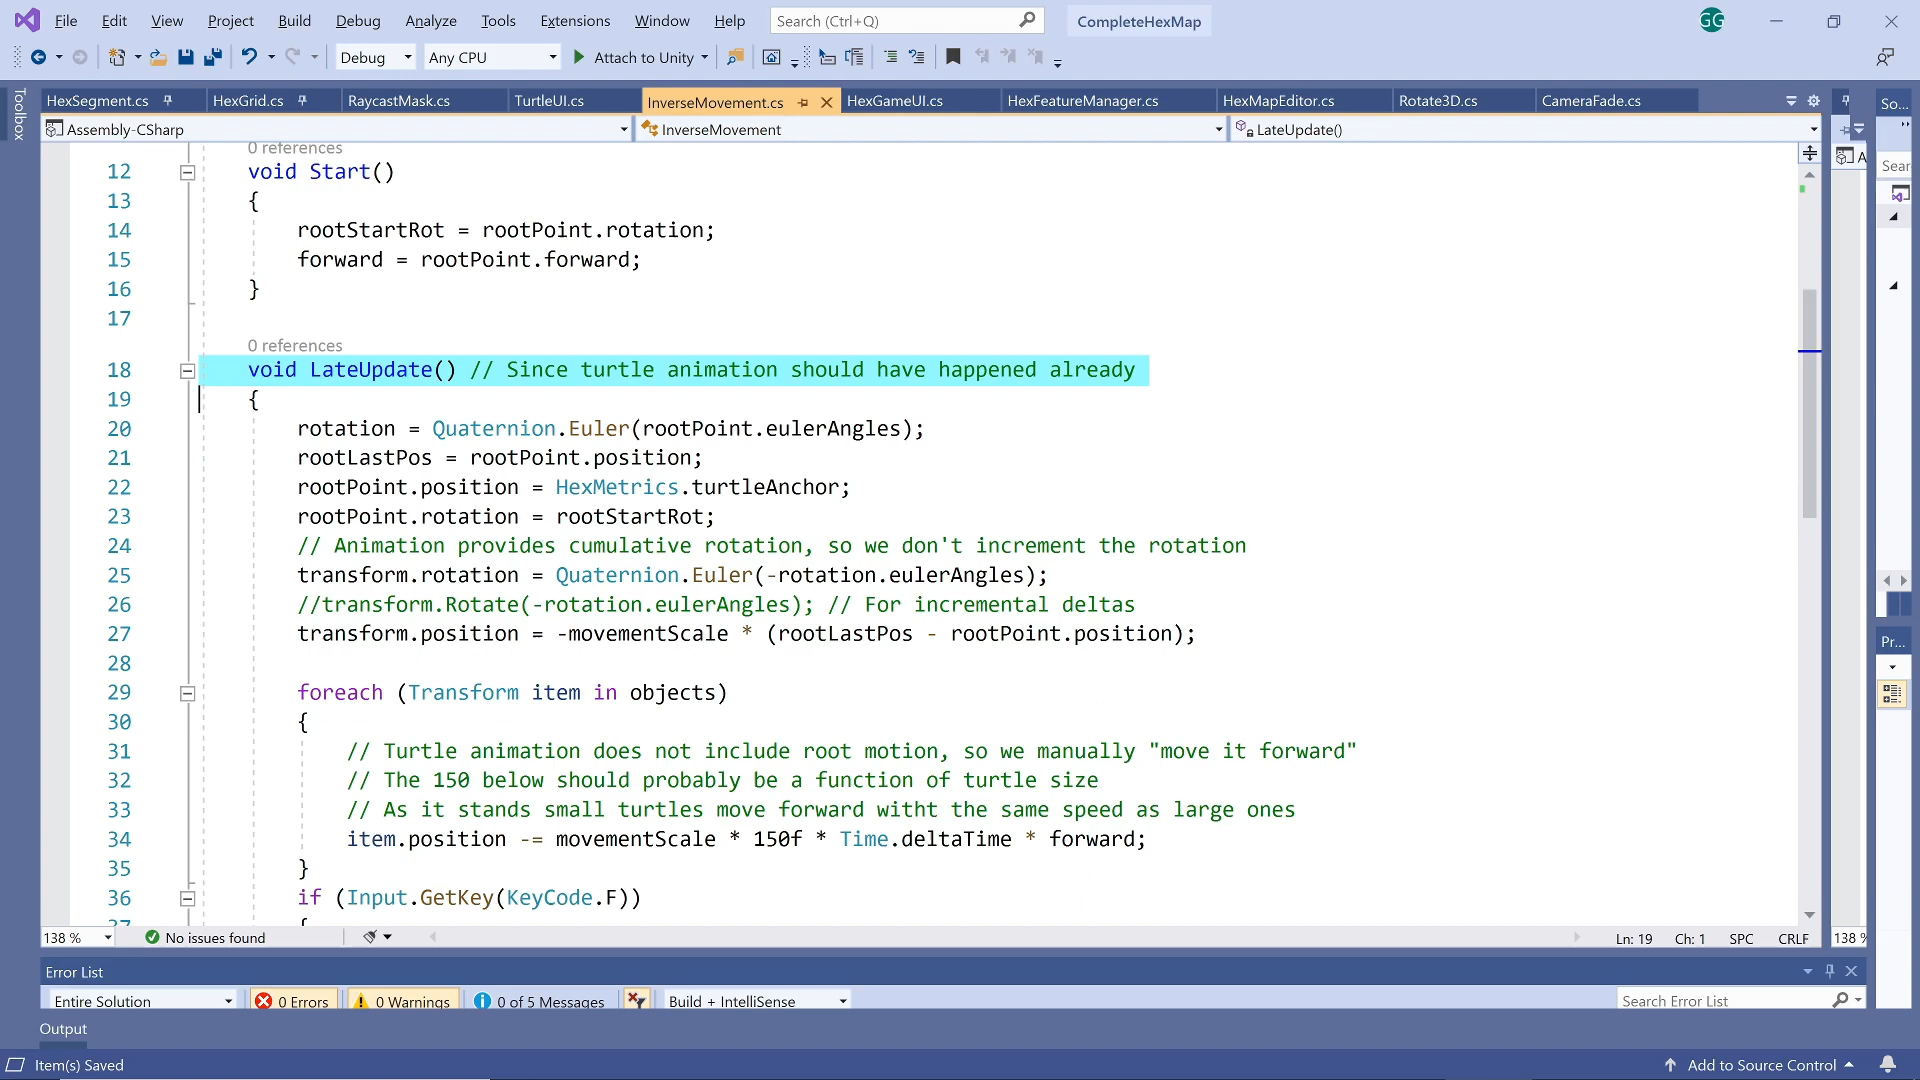 File Edit View Project Build Debug Analyze Tools Extensions Window Help Search (Ctrl+Q) CompleteHexMap GG
Debug Any CPU Attach to Unity
Toolbox
HexSegment.cs HexGrid.cs RaycastMask.cs TurtleUI.cs InverseMovement.cs HexGameUI.cs HexFeatureManager.cs HexMapEditor.cs Rotate3D.cs CameraFade.cs So...
Assembly-CSharp InverseMovement LateUpdate()
0 references
12 void Start()
13 {
14 rootStartRot = rootPoint.rotation;
15 forward = rootPoint.forward;
16 }
17
0 references
18 void LateUpdate() // Since turtle animation should have happened already
19 {
20 rotation = Quaternion.Euler(rootPoint.eulerAngles);
21 rootLastPos = rootPoint.position;
22 rootPoint.position = HexMetrics.turtleAnchor;
23 rootPoint.rotation = rootStartRot;
24 // Animation provides cumulative rotation, so we don't increment the rotation
25 transform.rotation = Quaternion.Euler(-rotation.eulerAngles);
26 //transform.Rotate(-rotation.eulerAngles); // For incremental deltas
27 transform.position = -movementScale * (rootLastPos - rootPoint.position);
28
29 foreach (Transform item in objects)
30 {
31 // Turtle animation does not include root motion, so we manually "move it forward"
32 // The 150 below should probably be a function of turtle size
33 // As it stands small turtles move forward witht the same speed as large ones
34 item.position -= movementScale * 150f * Time.deltaTime * forward;
35 }
36 if (Input.GetKey(KeyCode.F))
37 {
138 % No issues found Ln: 19 Ch: 1 SPC CRLF 138 %
A
Sear
Pr...
Error List
Entire Solution 0 Errors 0 Warnings 0 of 5 Messages Build + IntelliSense Search Error List
Output
Item(s) Saved Add to Source Control